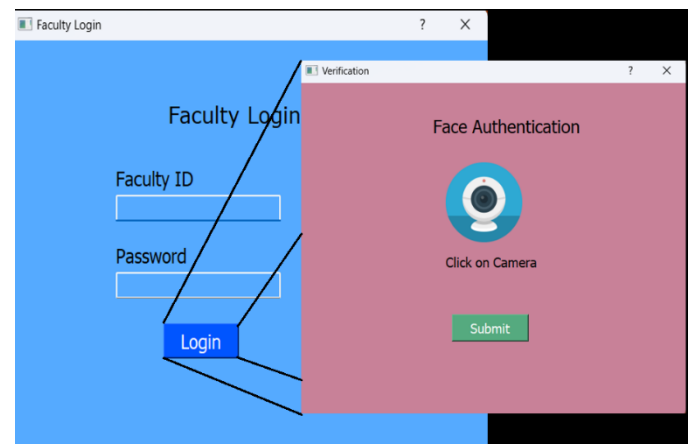 Faculty Login
?
Faculty Login
Faculty ID
Password
Login
Verification
?
Face Authentication
Click on Camera
Submit